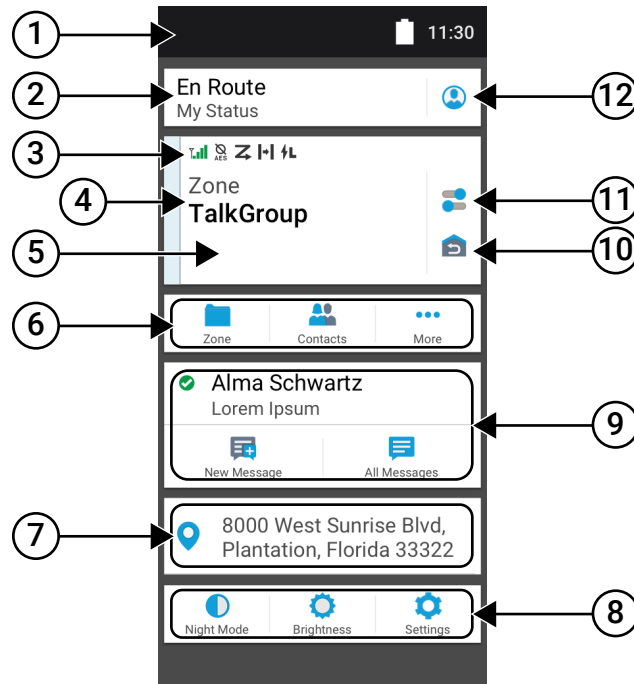 1
11:30
2
En Route
My Status
12
3
AES
L
4
Zone
TalkGroup
11
5
10
6
Zone
Contacts
More
Alma Schwartz
Lorem Ipsum
9
New Message
All Messages
7
8000 West Sunrise Blvd,
Plantation, Florida 33322
8
Night Mode
Brightness
Settings